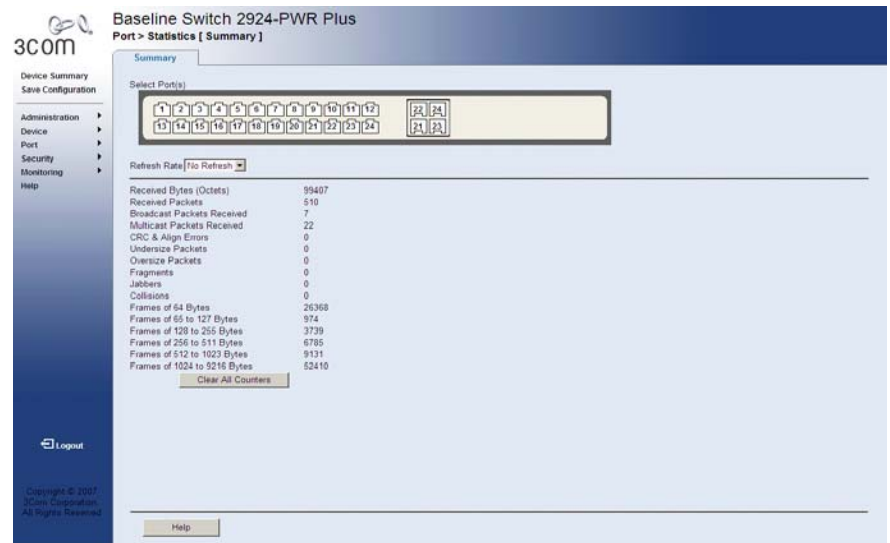 3COM
Baseline Switch 2924-PWR Plus
Port > Statistics [ Summary ]
Summary
Device Summary
Save Configuration
Administration
Device
Port
Security
Monitoring
Help
Logout
Copyright © 2007
3Com Corporation.
All Rights Reserved
Select Port(s)
1 2 3 4 5 6 7 8 9 10 11 12
13 14 15 16 17 18 19 20 21 22 23 24
22 24
21 23
Refresh Rate No Refresh
Received Bytes (Octets) 99407
Received Packets 510
Broadcast Packets Received 7
Multicast Packets Received 22
CRC & Align Errors 0
Undersize Packets 0
Oversize Packets 0
Fragments 0
Jabbers 0
Collisions 0
Frames of 64 Bytes 26368
Frames of 65 to 127 Bytes 974
Frames of 128 to 255 Bytes 3739
Frames of 256 to 511 Bytes 6785
Frames of 512 to 1023 Bytes 9131
Frames of 1024 to 9216 Bytes 52410
Clear All Counters
Help